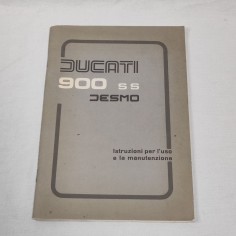 DUCATI
900 SS
DESMO
Istruzioni per l'uso
e la manutenzione